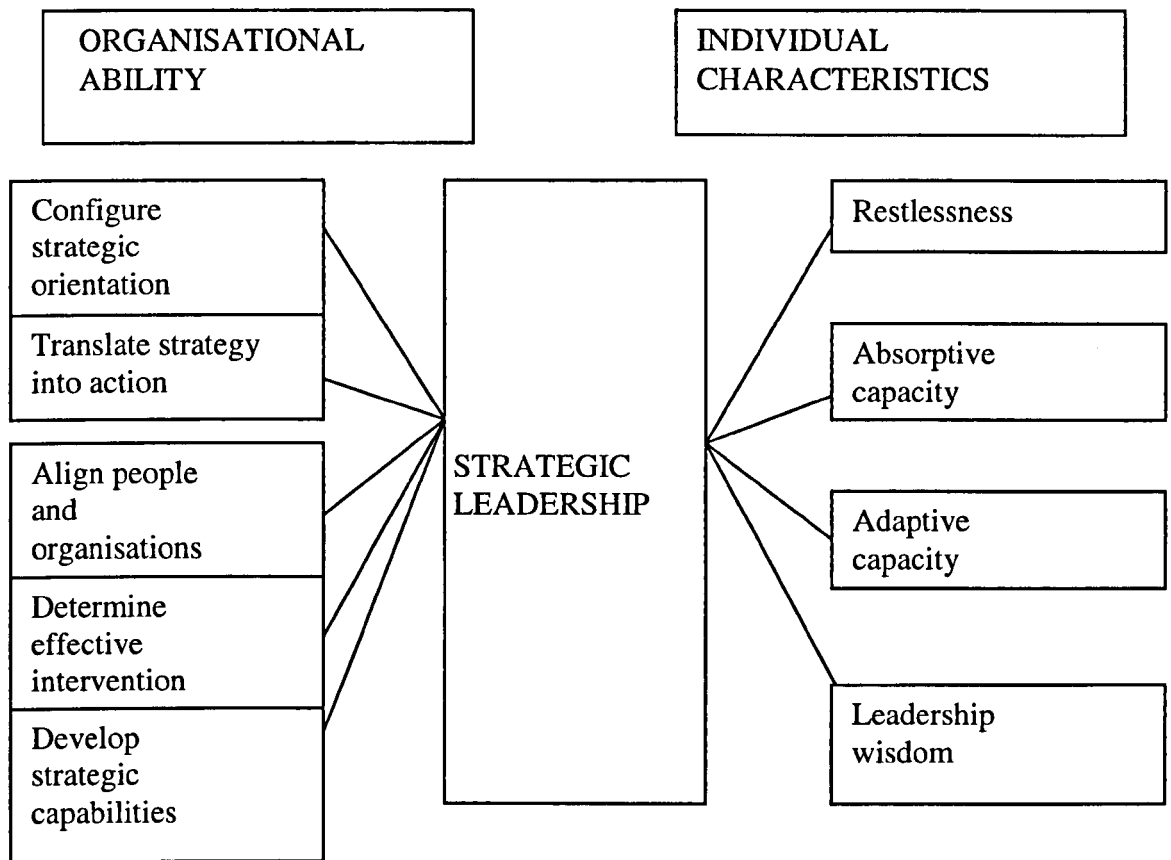 ORGANISATIONAL
ABILITY
INDIVIDUAL
CHARACTERISTICS
Configure
strategic
orientation
Translate strategy
into action
Align people
and
organisations
Determine
effective
intervention
Develop
strategic
capabilities
STRATEGIC
LEADERSHIP
Restlessness
Absorptive
capacity
Adaptive
capacity
Leadership
wisdom